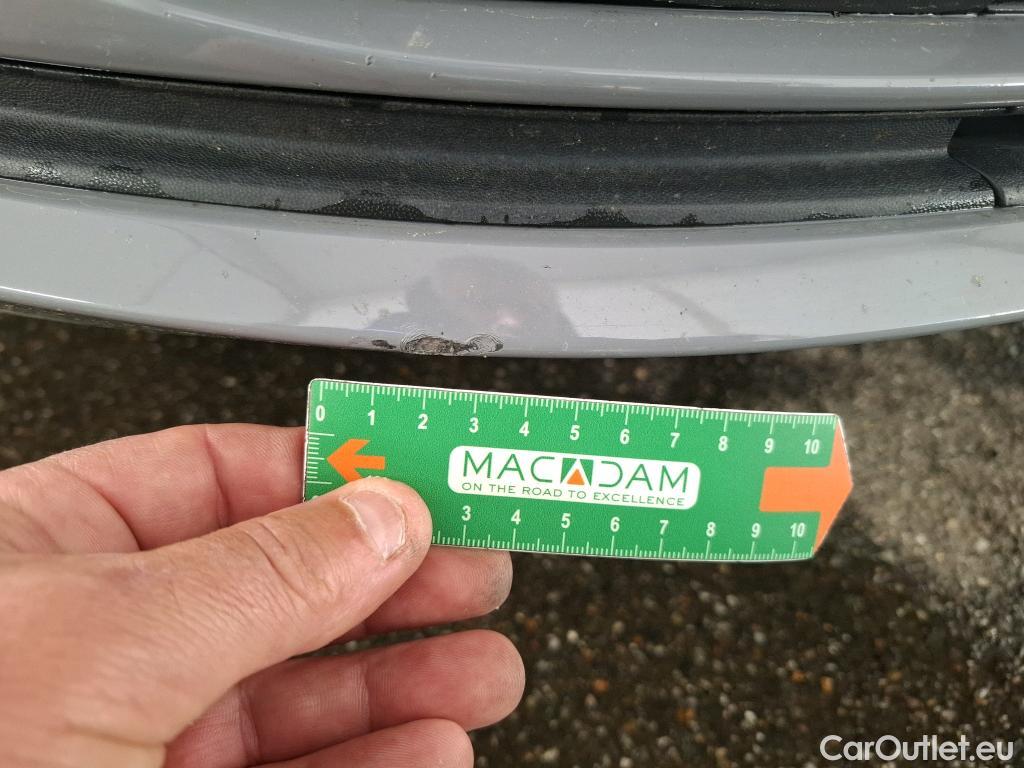 0 1 2 3 4 5 6 7 8 9 10
MACADAM
ON THE ROAD TO EXCELLENCE
3 4 5 6 7 8 9 10
CarOutlet.eu